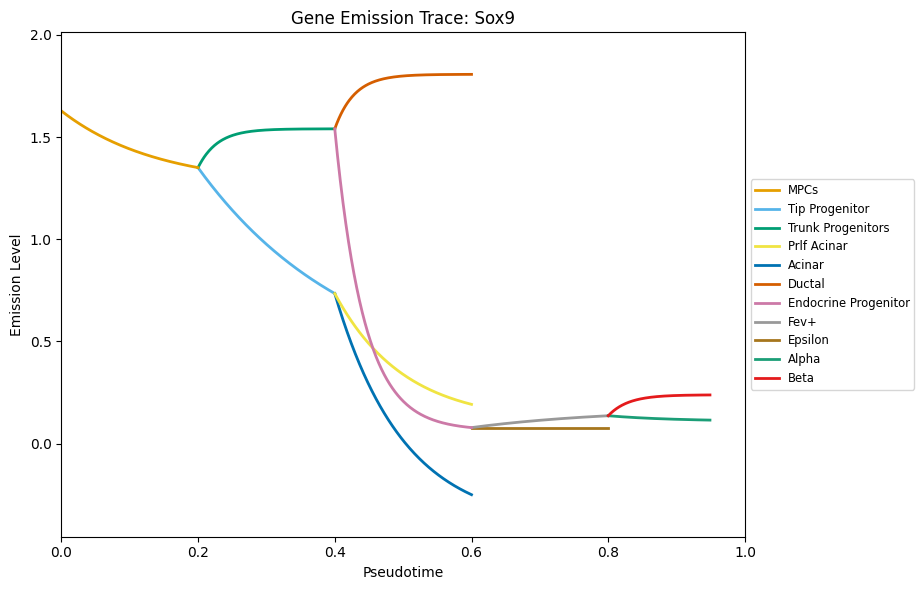 Gene Emission Trace: Sox9
2.0
1.5
1.0
0.5
0.0
Emission Level
0.0 0.2 0.4 0.6 0.8 1.0
Pseudotime
MPCs
Tip Progenitor
Trunk Progenitors
Prlf Acinar
Acinar
Ductal
Endocrine Progenitor
Fev+
Epsilon
Alpha
Beta